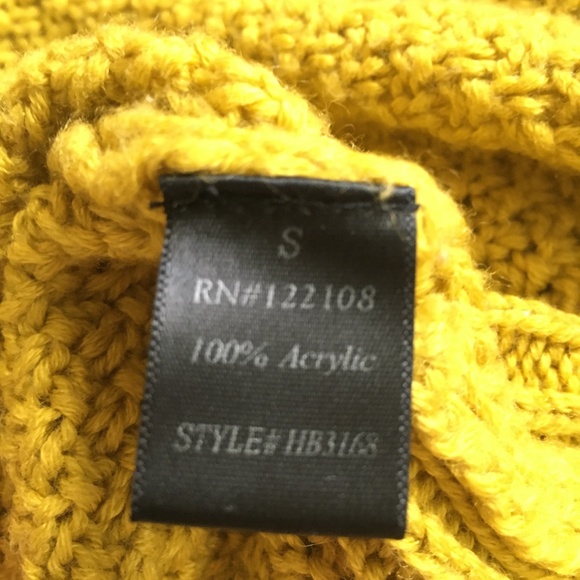 S
RN#122108
100% Acrylic
STYLE# HB3168